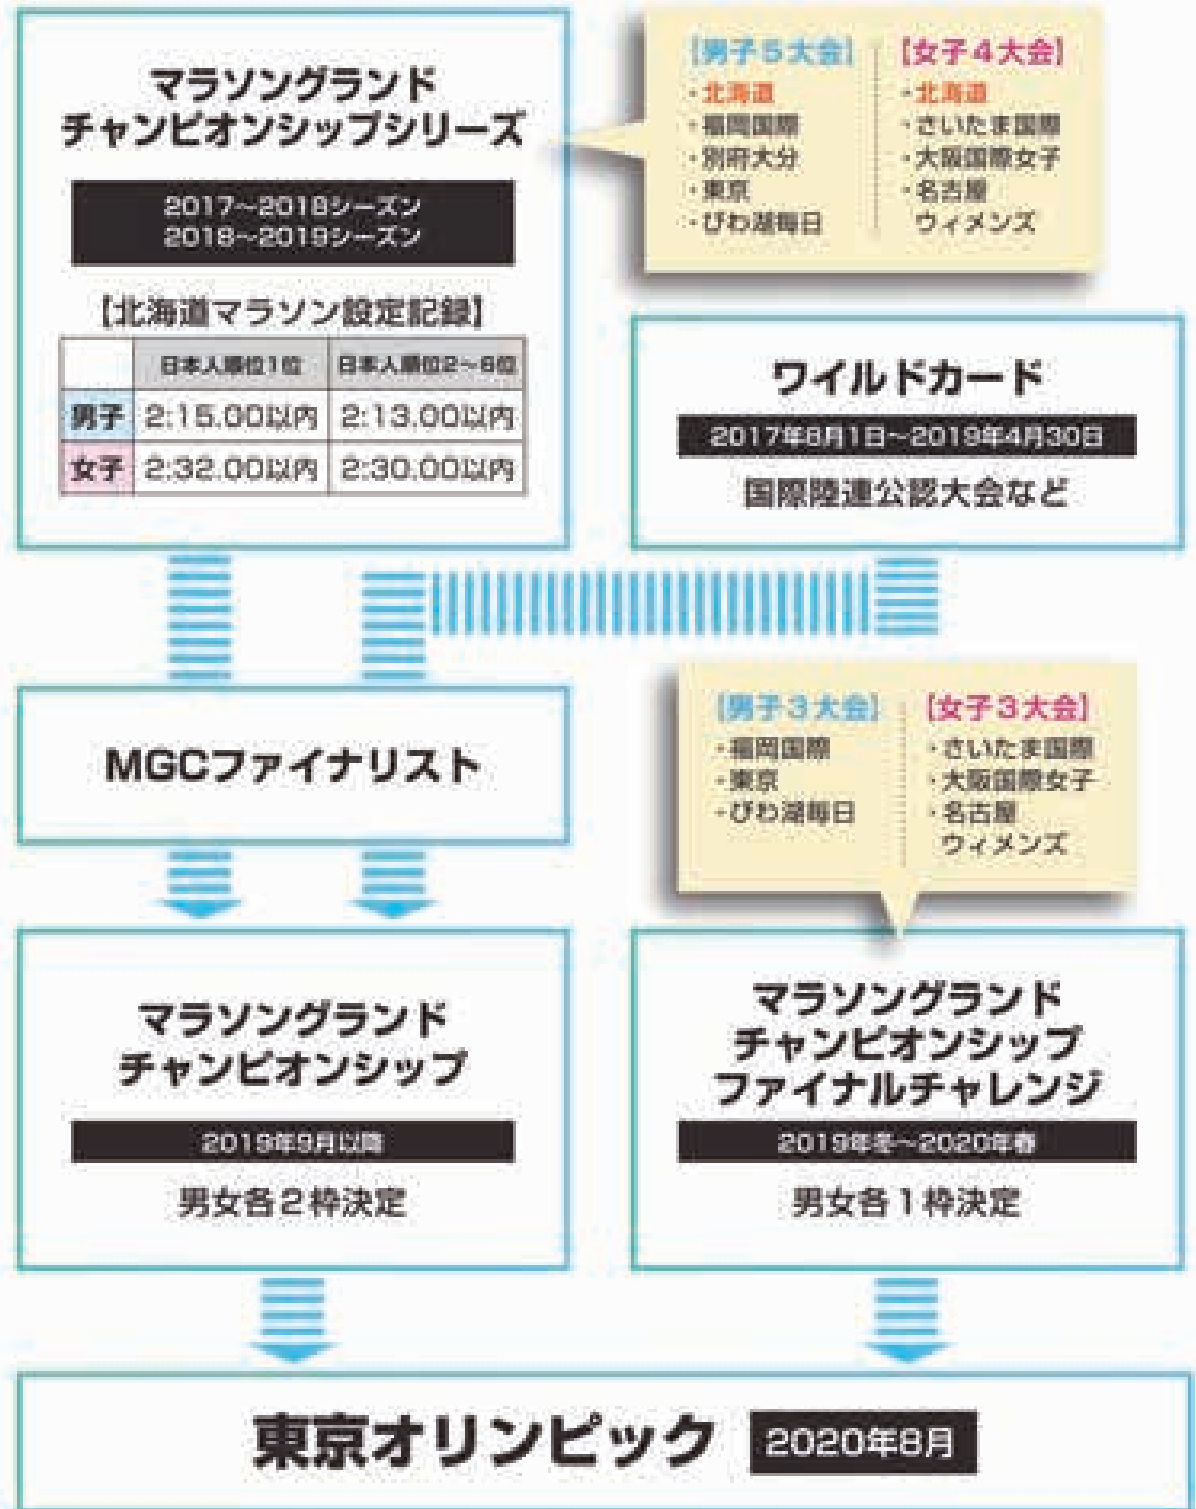 マラソングランド
チャンピオンシップシリーズ
2017〜2018シーズン
2018〜2019シーズン
【北海道マラソン設定記録】
日本人順位1位 日本人順位2〜6位
男子 2:15.00以内 2:13.00以内
女子 2:32.00以内 2:30.00以内
【男子5大会】
・北海道
・福岡国際
・別府大分
・東京
・びわ湖毎日
【女子4大会】
・北海道
・さいたま国際
・大阪国際女子
・名古屋
ウィメンズ
ワイルドカード
2017年8月1日〜2019年4月30日
国際陸連公認大会など
MGCファイナリスト
【男子3大会】
・福岡国際
・東京
・びわ湖毎日
【女子3大会】
・さいたま国際
・大阪国際女子
・名古屋
ウィメンズ
マラソングランド
チャンピオンシップ
2019年9月以降
男女各2枠決定
マラソングランド
チャンピオンシップ
ファイナルチャレンジ
2019年冬〜2020年春
男女各1枠決定
東京オリンピック 2020年8月